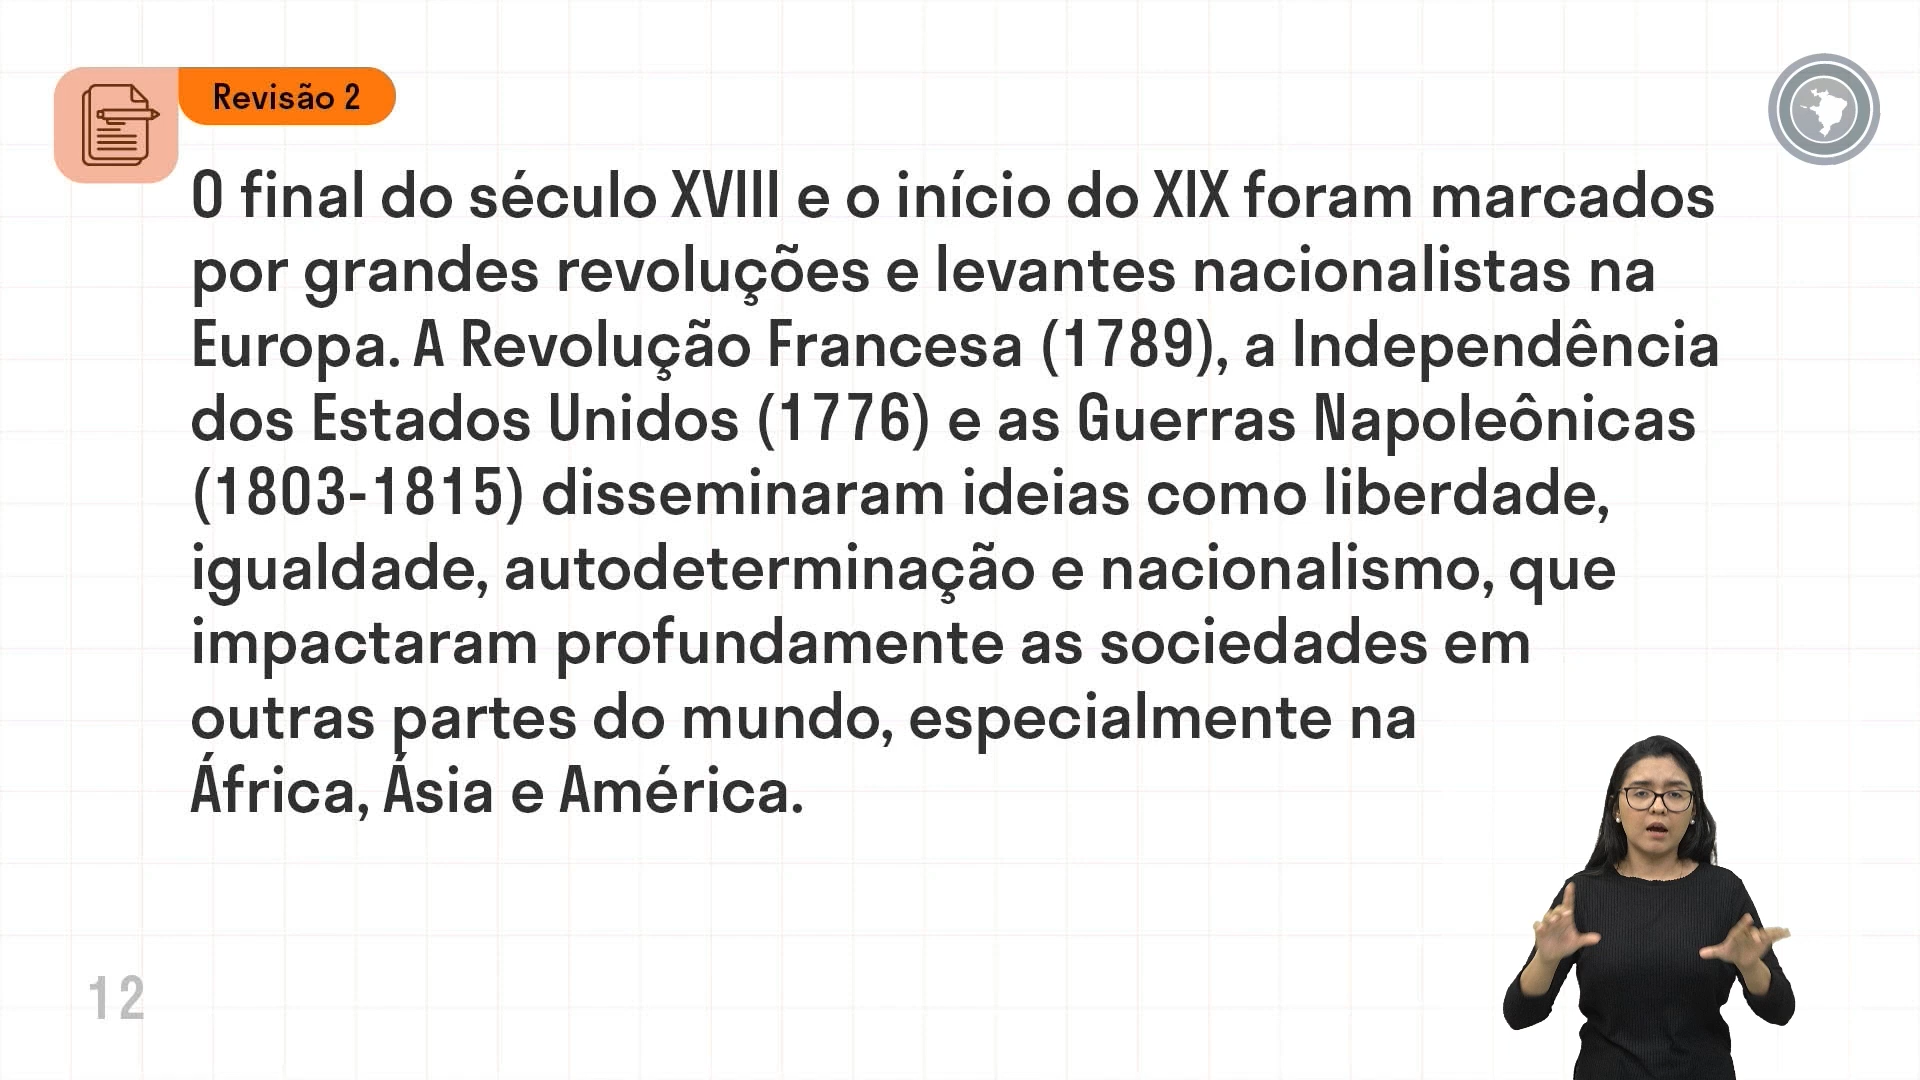 Revisão 2
O final do século XVIII e o início do XIX foram marcados
por grandes revoluções e levantes nacionalistas na
Europa. A Revolução Francesa (1789), a Independência
dos Estados Unidos (1776) e as Guerras Napoleônicas
(1803-1815) disseminaram ideias como liberdade,
igualdade, autodeterminação e nacionalismo, que
impactaram profundamente as sociedades em
outras partes do mundo, especialmente na
África, Ásia e América.
12